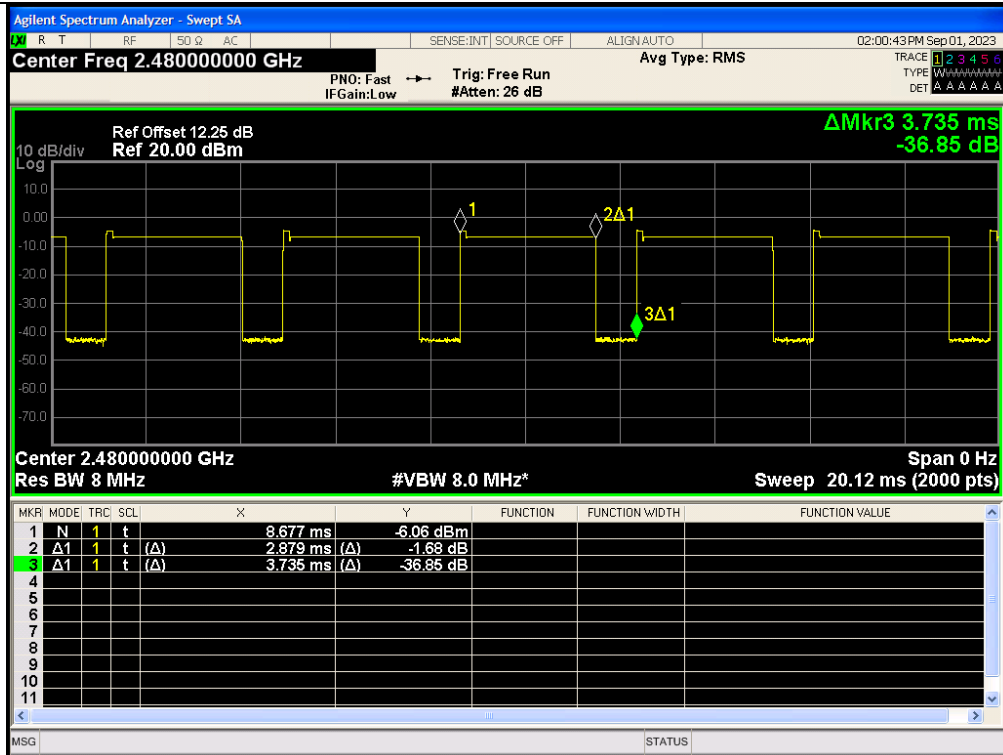 Agilent Spectrum Analyzer - Swept SA
LXI R T RF 50 Ω AC SENSE:INT SOURCE OFF ALIGN AUTO 02:00:43 PM Sep 01, 2023
Center Freq 2.480000000 GHz
PNO: Fast
IFGain:Low
Trig: Free Run
#Atten: 26 dB
Avg Type: RMS
TRACE 1 2 3 4 5 6
TYPE W
DET A A A A A A
ΔMkr3 3.735 ms
-36.85 dB
Ref Offset 12.25 dB
10 dB/div Ref 20.00 dBm
Log
10.0
0.00
-10.0
-20.0
-30.0
-40.0
-50.0
-60.0
-70.0
1
2Δ1
3Δ1
Center 2.480000000 GHz Span 0 Hz
Res BW 8 MHz #VBW 8.0 MHz* Sweep 20.12 ms (2000 pts)
MKR MODE TRC SCL X Y FUNCTION FUNCTION WIDTH FUNCTION VALUE
1 N 1 t 8.677 ms -6.06 dBm
2 Δ1 1 t (Δ) 2.879 ms (Δ) -1.68 dB
3 Δ1 1 t (Δ) 3.735 ms (Δ) -36.85 dB
4
5
6
7
8
9
10
11
MSG STATUS